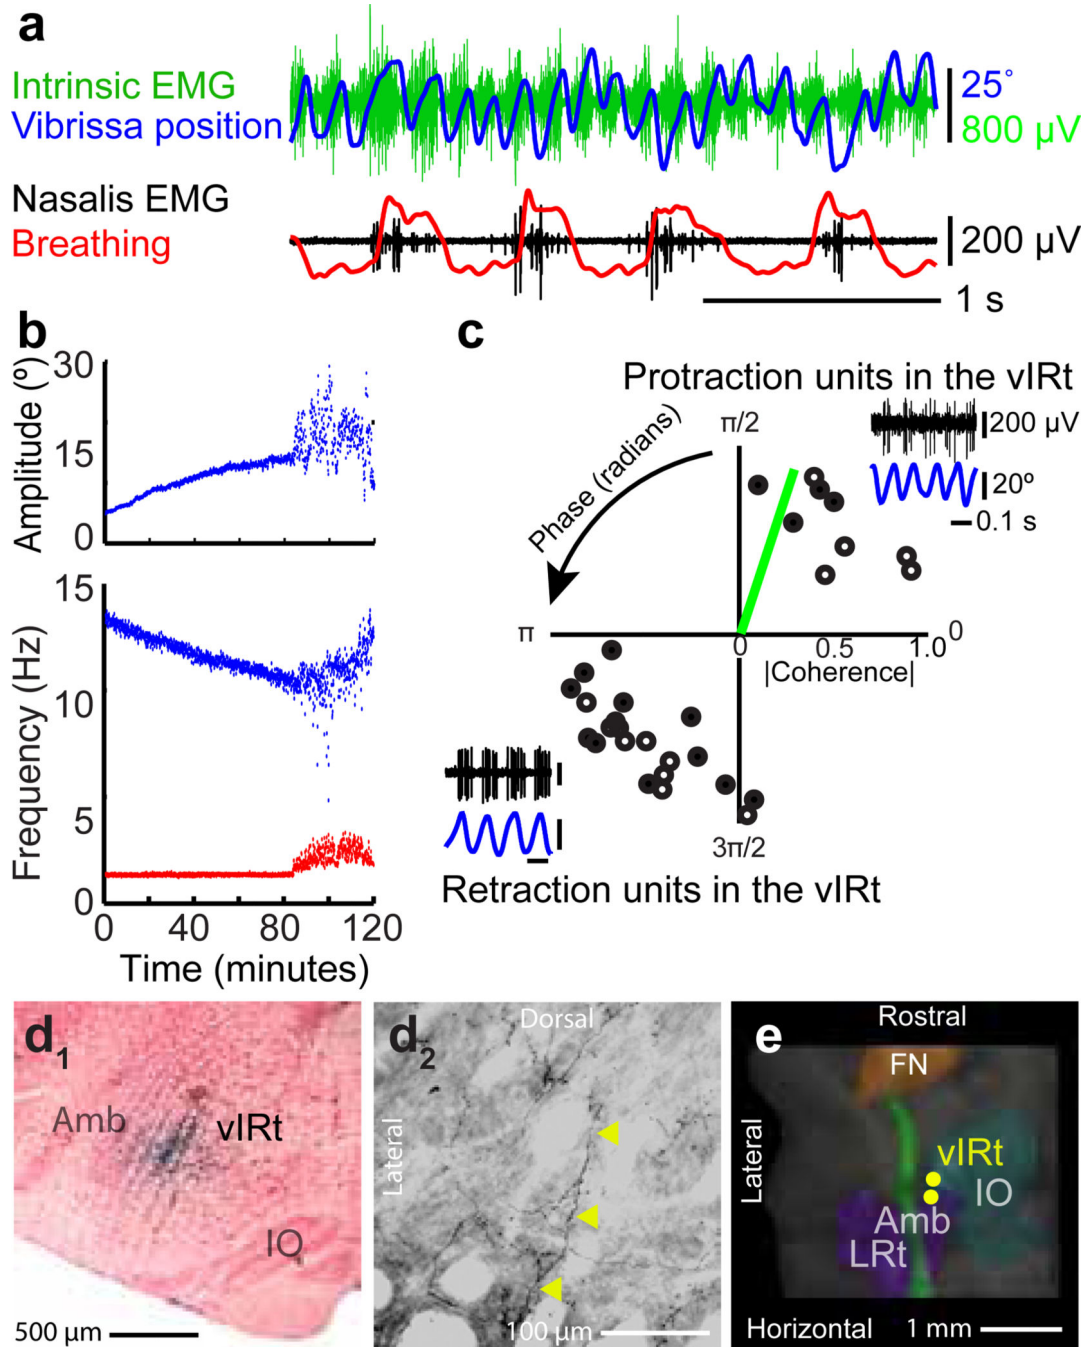 a
Intrinsic EMG
Vibrissa position
25°
800 µV
Nasalis EMG
Breathing
200 µV
1 s
b
Amplitude (º)
30
15
0
Frequency (Hz)
15
10
5
0
0 40 80 120
Time (minutes)
c
Protraction units in the vIRt
Phase (radians)
π/2
200 µV
20º
0.1 s
π
0 0.5 1.0 0
|Coherence|
3π/2
Retraction units in the vIRt
d1
Amb vIRt
IO
500 µm
d2
Dorsal
Lateral
100 µm
e
Rostral
FN
Lateral
vIRt
IO
Amb
LRt
Horizontal 1 mm